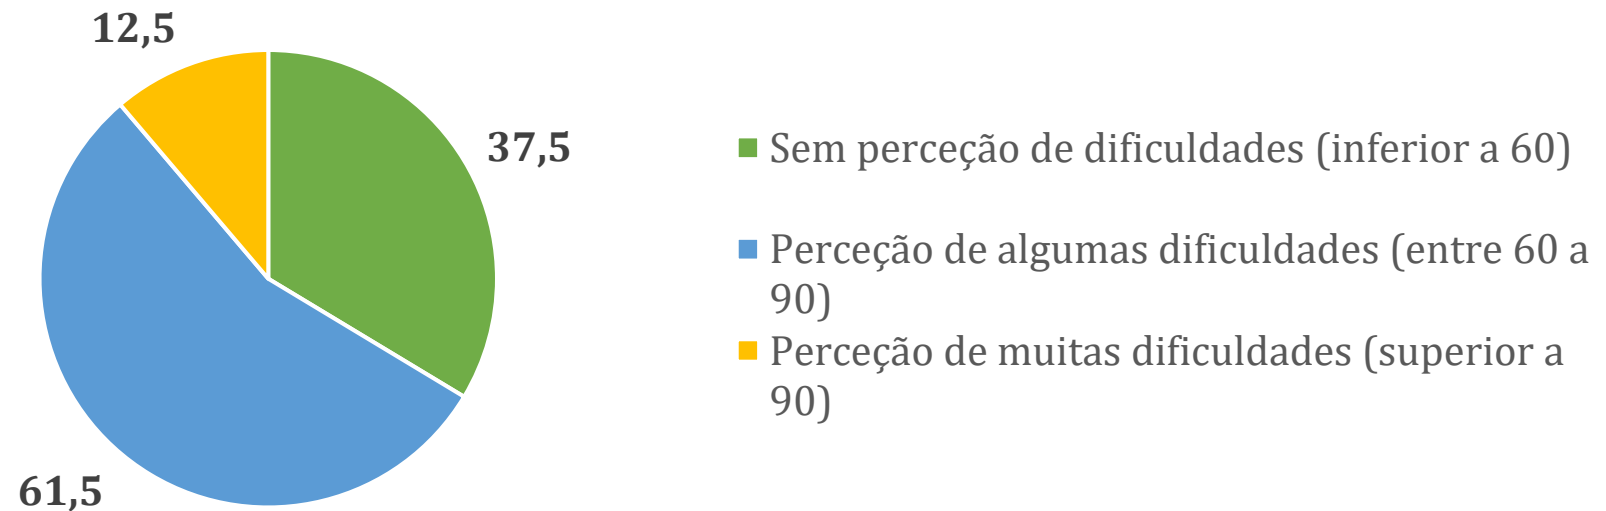 12,5
37,5
61,5
Sem perceção de dificuldades (inferior a 60)
Perceção de algumas dificuldades (entre 60 a
90)
Perceção de muitas dificuldades (superior a
90)